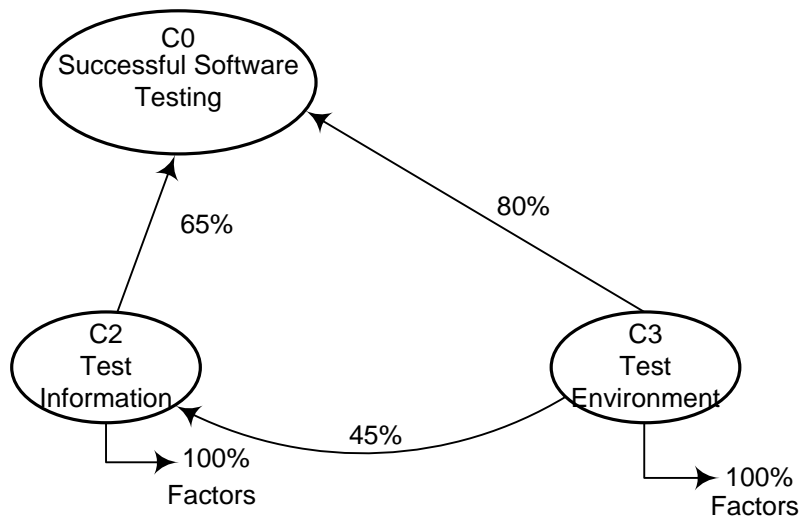 C0
Successful Software
Testing
80%
65%
C2
Test
Information
C3
Test
Environment
45%
100%
Factors
100%
Factors